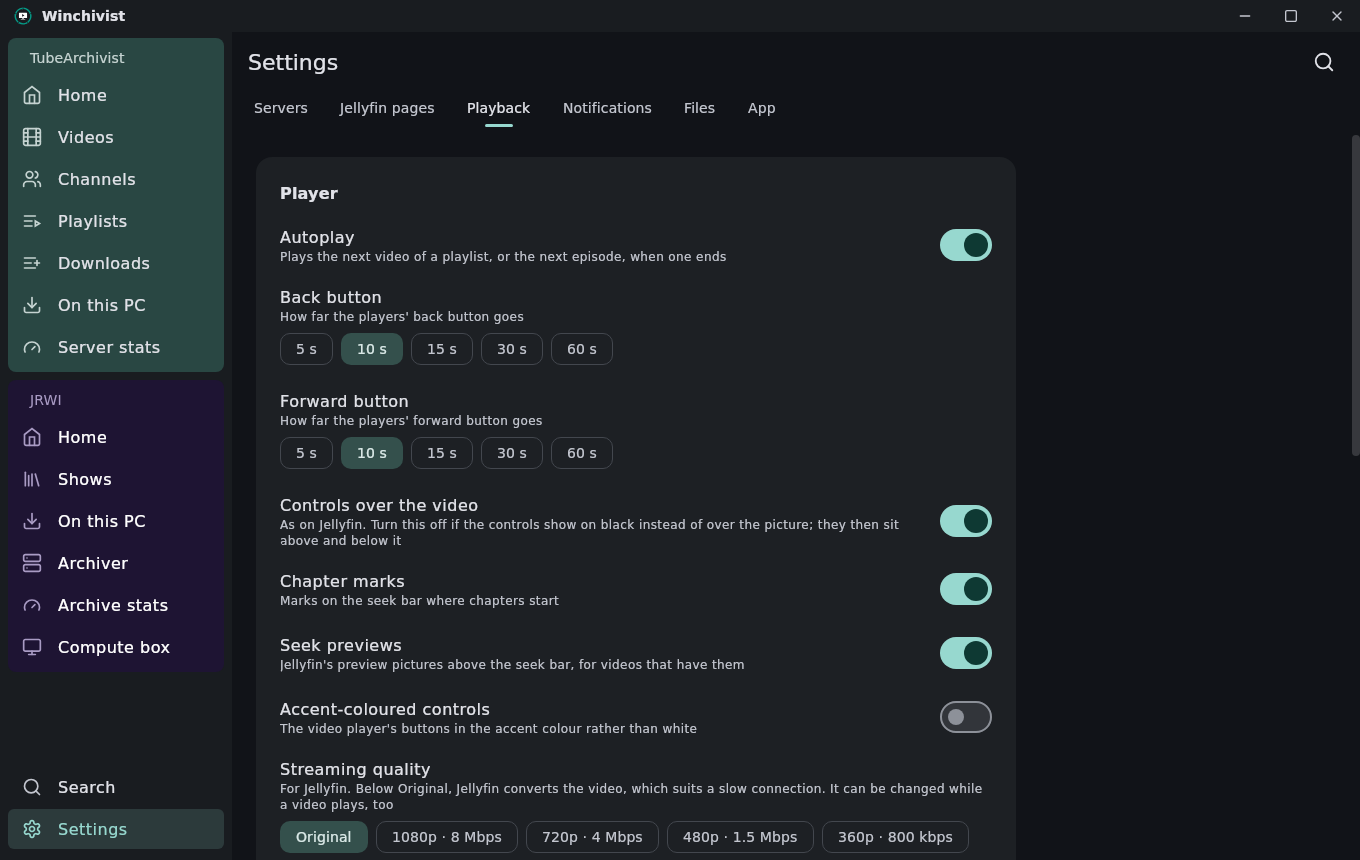 Winchivist
TubeArchivist
Home
Videos
Channels
Playlists
Downloads
On this PC
Server stats
JRWI
Home
Shows
On this PC
Archiver
Archive stats
Compute box
Search
Settings
Settings
Servers Jellyfin pages Playback Notifications Files App
Player
Autoplay
Plays the next video of a playlist, or the next episode, when one ends
Back button
How far the players' back button goes
5 s 10 s 15 s 30 s 60 s
Forward button
How far the players' forward button goes
5 s 10 s 15 s 30 s 60 s
Controls over the video
As on Jellyfin. Turn this off if the controls show on black instead of over the picture; they then sit
above and below it
Chapter marks
Marks on the seek bar where chapters start
Seek previews
Jellyfin's preview pictures above the seek bar, for videos that have them
Accent-coloured controls
The video player's buttons in the accent colour rather than white
Streaming quality
For Jellyfin. Below Original, Jellyfin converts the video, which suits a slow connection. It can be changed while
a video plays, too
Original 1080p · 8 Mbps 720p · 4 Mbps 480p · 1.5 Mbps 360p · 800 kbps